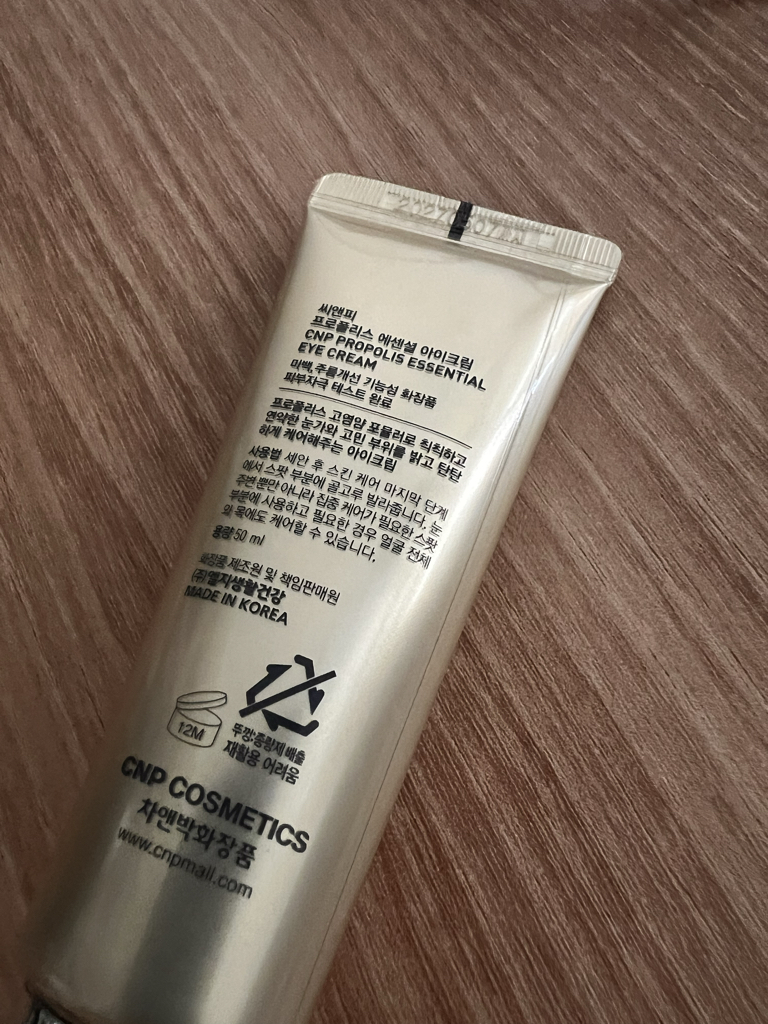 씨앤피
프로폴리스 에센셜 아이크림
CNP PROPOLIS ESSENTIAL
EYE CREAM
미백,주름개선 기능성 화장품
피부자극 테스트 완료
프로폴리스 고영양 포뮬러로 칙칙하고
연약한 눈가와 고민 부위를 밝고 탄탄
하게 케어해주는 아이크림
사용법 세안 후 스킨 케어 마지막 단계
에서 스팟 부분에 골고루 발라줍니다. 눈
주변 뿐만 아니라 집중 케어가 필요한 스팟
부분에 사용하고 필요한 경우 얼굴 전체
와 목에도 케어할 수 있습니다.
용량 50 ml
화장품 제조원 및 책임판매원
(주)엘지생활건강
MADE IN KOREA
12M
뚜껑:종량제 배출
재활용 어려움
CNP COSMETICS
차앤박화장품
www.cnpmall.com